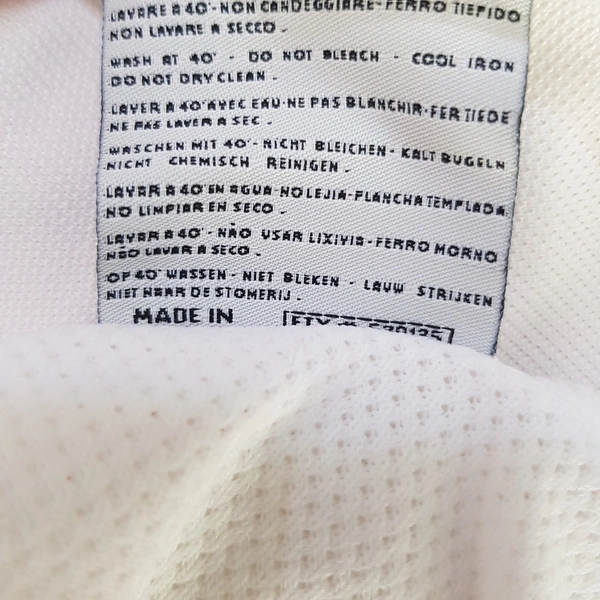 LAVARE A 40°-NON CANDEGGIARE-FERRO TIEPIDO
NON LAVARE A SECCO.
WASH AT 40° - DO NOT BLEACH - COOL IRON
DO NOT DRY CLEAN.
LAVER A 40°AVEC EAU-NE PAS BLANCHIR-FER TIEDE
NE PAS LAVER A SEC.
WASCHEN MIT 40°-NICHT BLEICHEN-KALT BUGELN
NICHT CHEMISCH REINIGEN.
LAVAR A 40°EN AGUA-NO LEJIA-PLANCHA TEMPLADA
NO LIMPIAR EN SECO.
LAVAR A 40°-NÃO USAR LIXIVIA-FERRO MORNO
NÃO LAVAR A SECO.
OP 40° WASSEN-NIET BLEKEN - LAUW STRIJKEN
NIET NAAR DE STOMERIJ.
MADE IN
FTY #